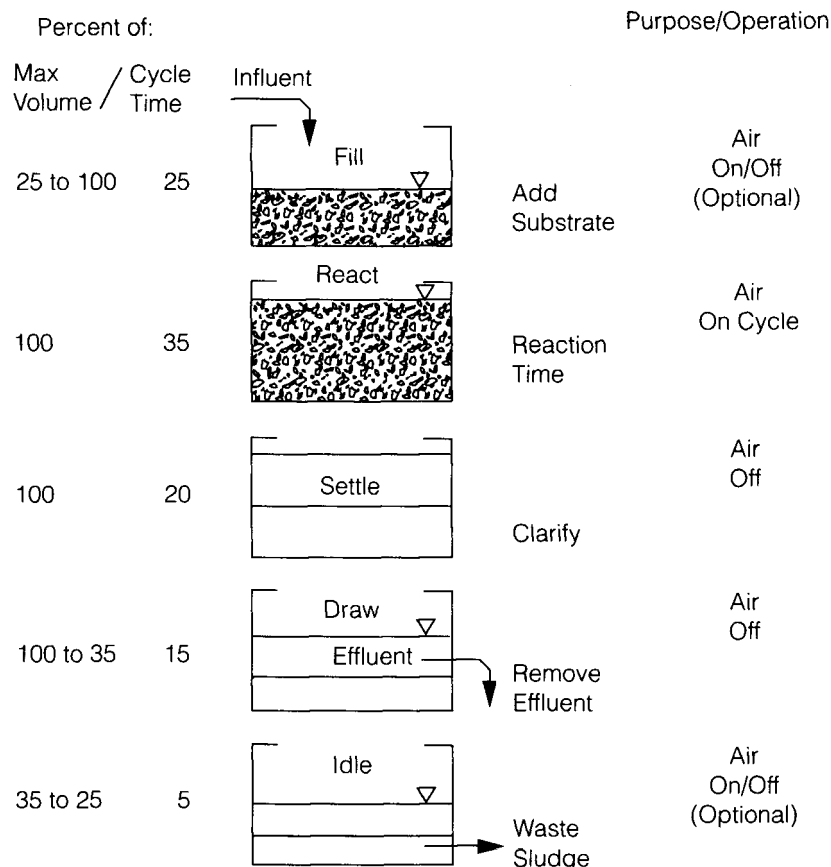 Percent of:
Purpose/Operation
Max Volume / Cycle Time
Influent
Fill
25 to 100
25
Add
Substrate
Air
On/Off
(Optional)
React
100
35
Reaction
Time
Air
On Cycle
Settle
100
20
Clarify
Air
Off
Draw
Effluent
100 to 35
15
Remove
Effluent
Air
Off
Idle
35 to 25
5
Waste
Sludge
Air
On/Off
(Optional)